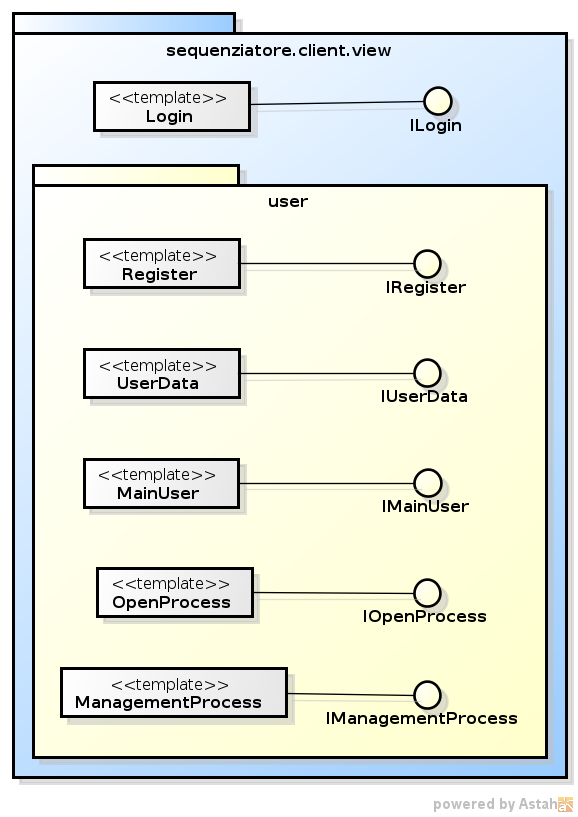 sequenziatore.client.view
<<template>>
Login
ILogin
user
<<template>>
Register
IRegister
<<template>>
UserData
IUserData
<<template>>
MainUser
IMainUser
<<template>>
OpenProcess
IOpenProcess
<<template>>
ManagementProcess
IManagementProcess
powered by Astah